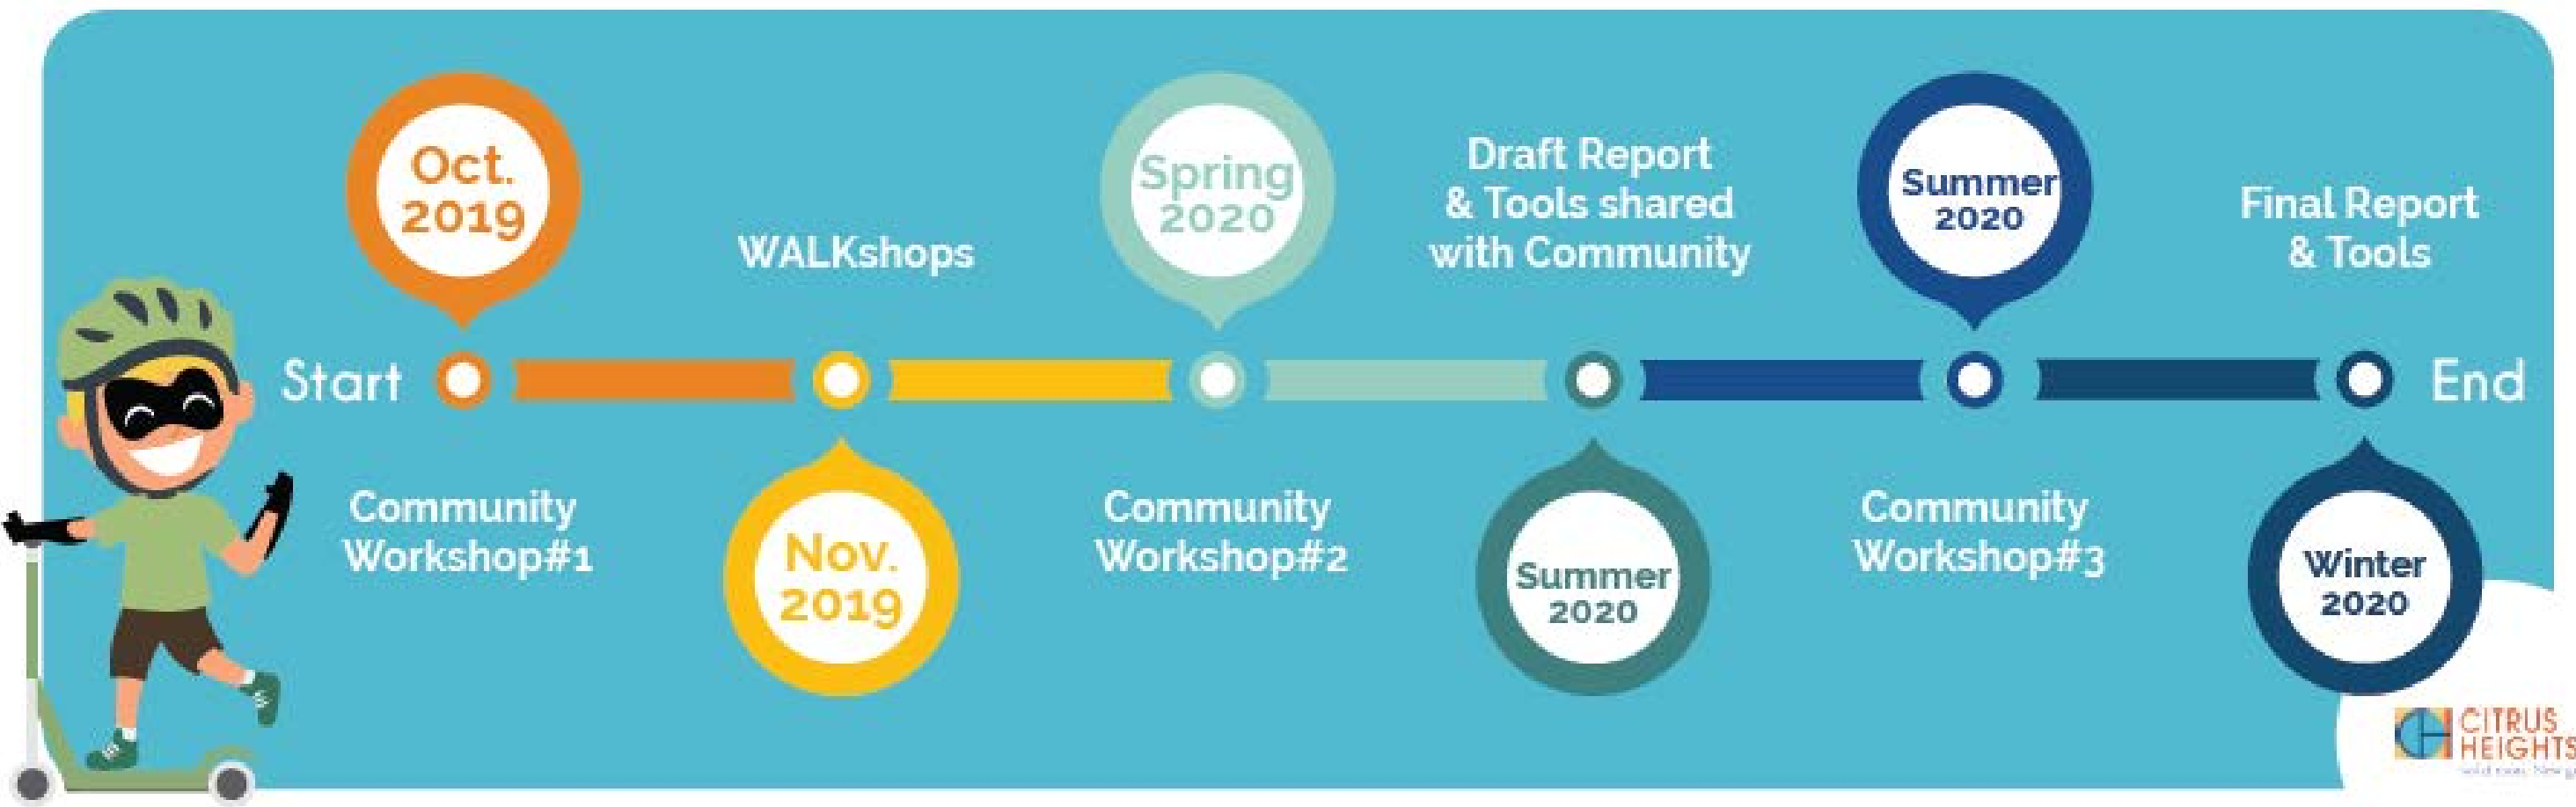 Start
Oct.
2019
Community
Workshop#1
WALKshops
Nov.
2019
Spring
2020
Community
Workshop#2
Draft Report
& Tools shared
with Community
Summer
2020
Summer
2020
Community
Workshop#3
Final Report
& Tools
Winter
2020
End
CITRUS
HEIGHTS